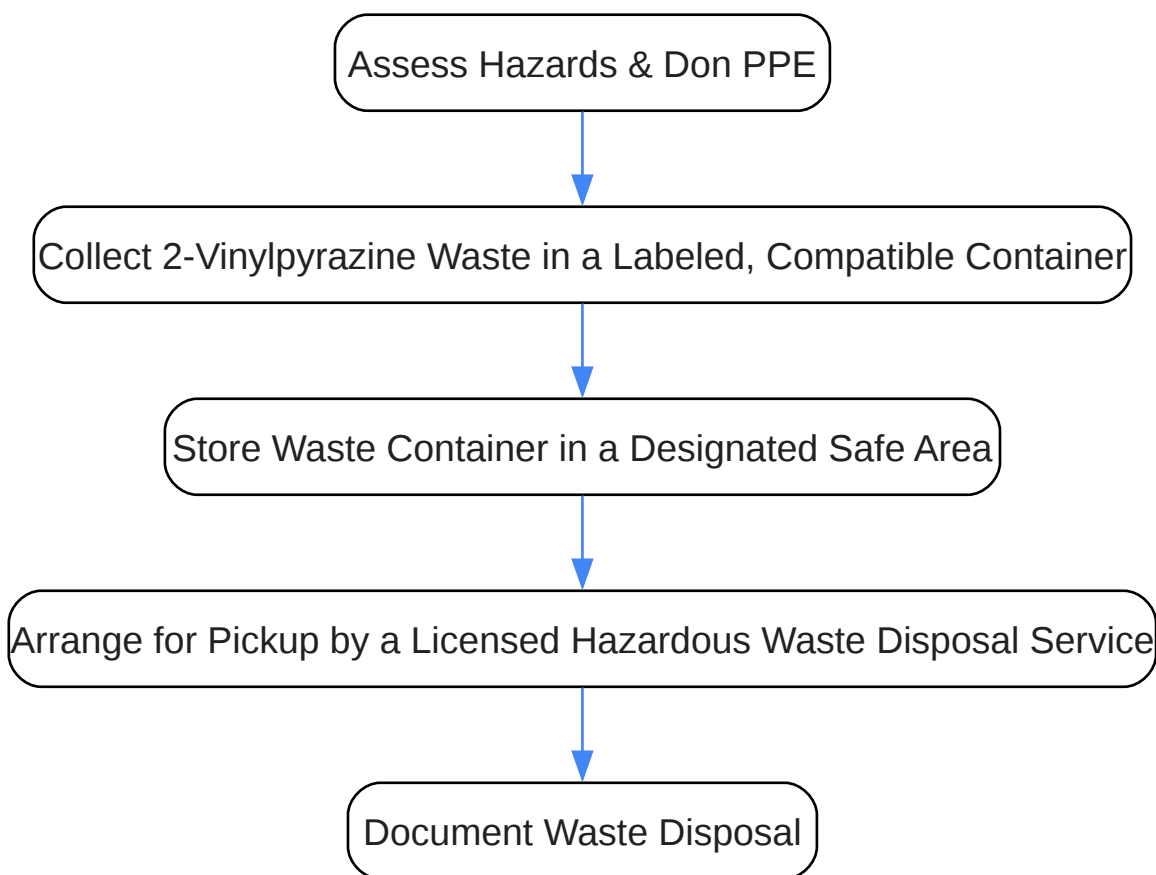 Assess Hazards & Don PPE
Collect 2-Vinylpyrazine Waste in a Labeled, Compatible Container
Store Waste Container in a Designated Safe Area
Arrange for Pickup by a Licensed Hazardous Waste Disposal Service
Document Waste Disposal